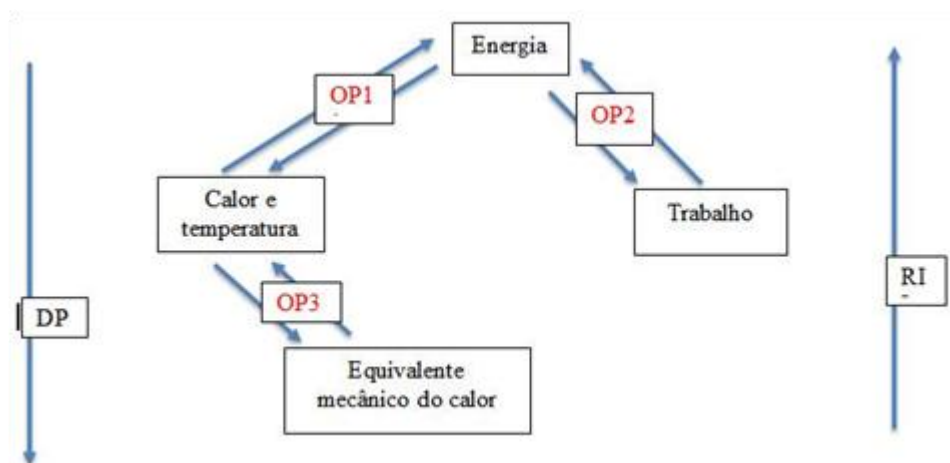 Energia
OP1
OP2
Calor e
temperatura
Trabalho
RI
OP3
DP
Equivalente
mecânico do calor